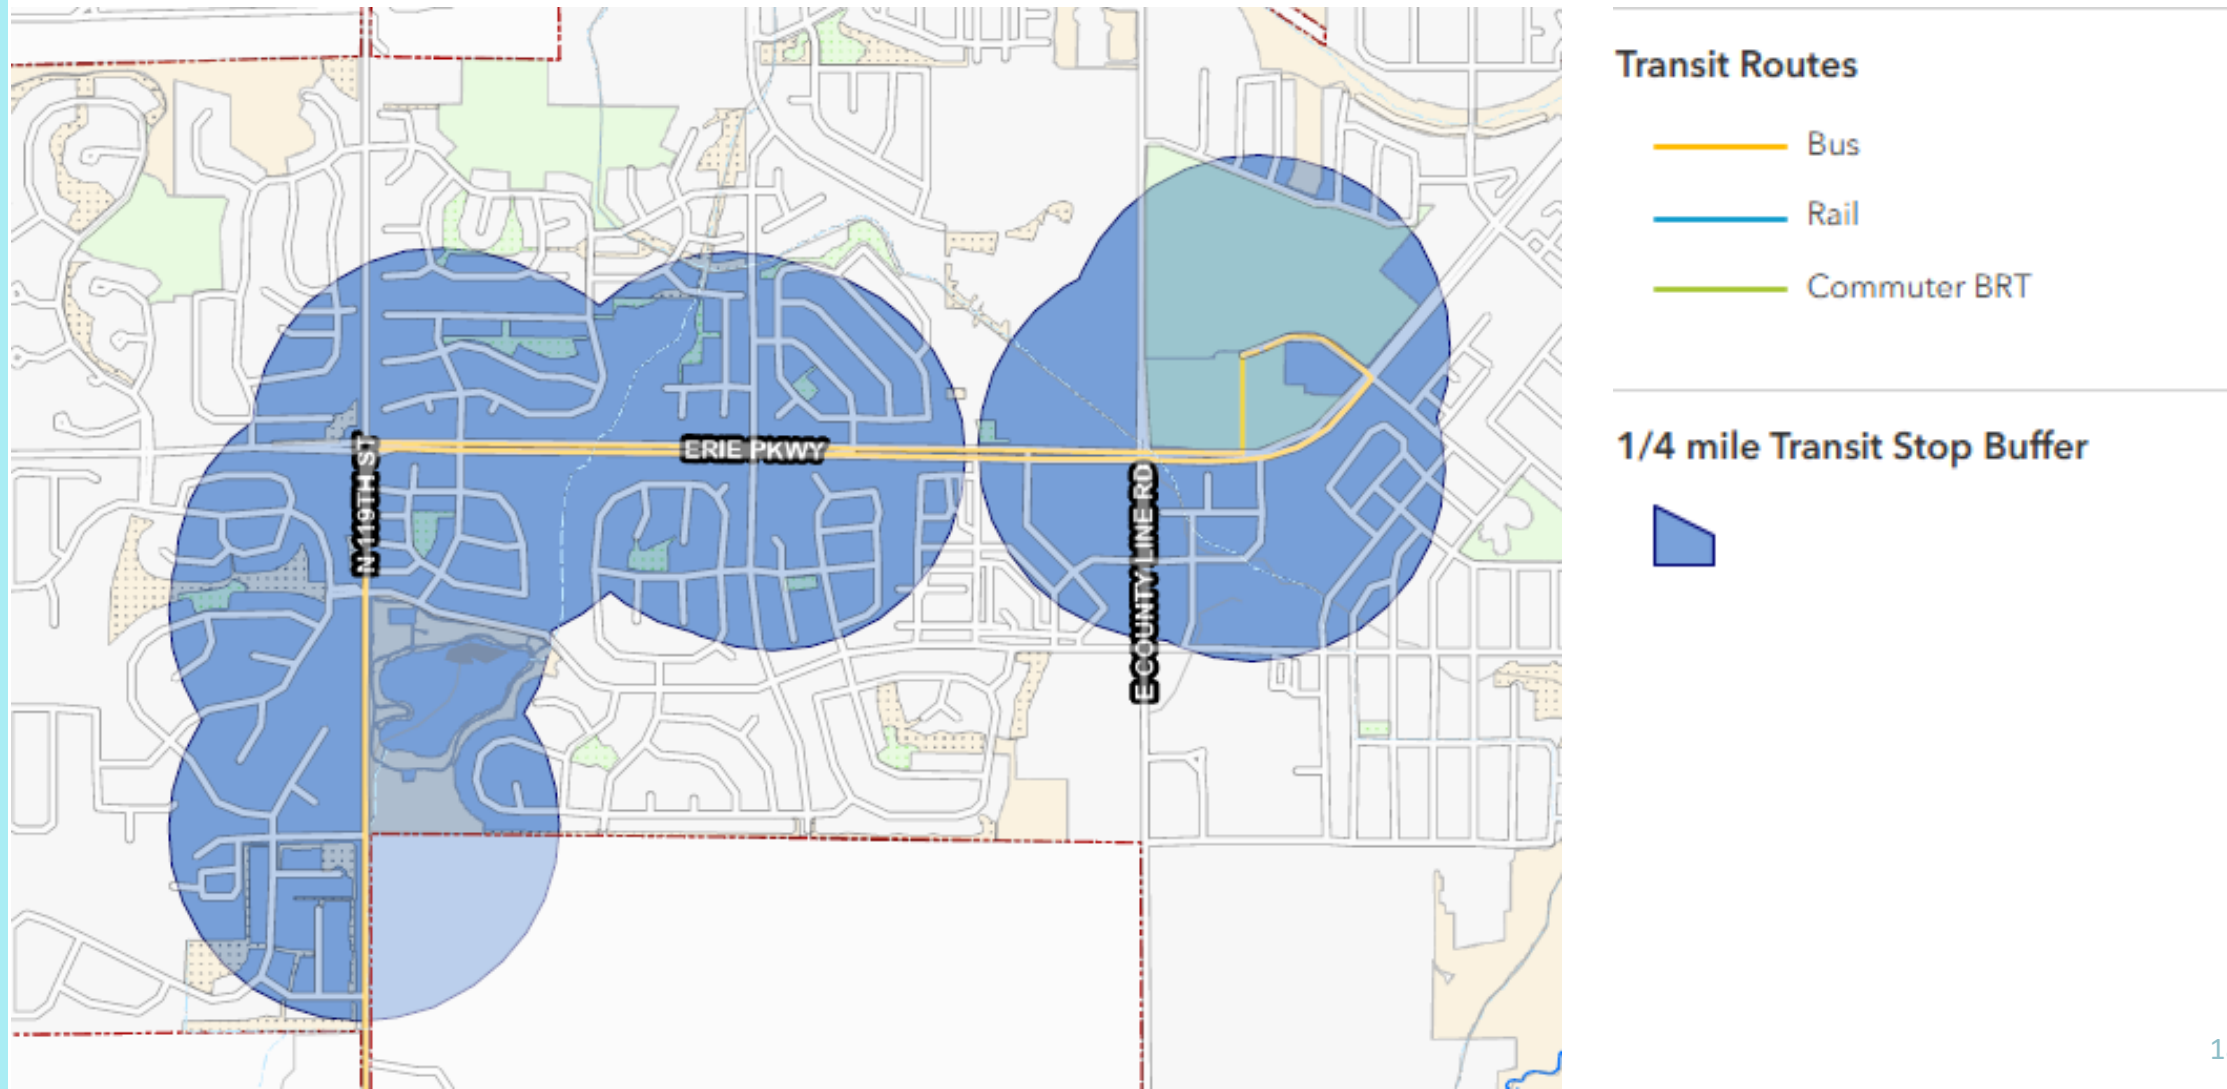 Transit Routes
Bus
Rail
Commuter BRT
1/4 mile Transit Stop Buffer
ERIE PKWY
N 119TH ST
E COUNTY LINE RD
1